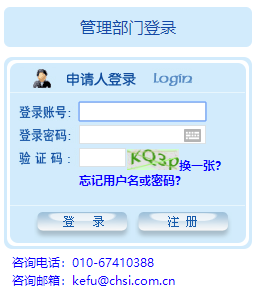 管理部门登录
申请人登录 Login
登录账号:
登录密码:
验 证 码 : KQ3p 换一张?
忘记用户名或密码?
登 录 注 册
咨询电话: 010-67410388
咨询邮箱: kefu@chsi.com.cn